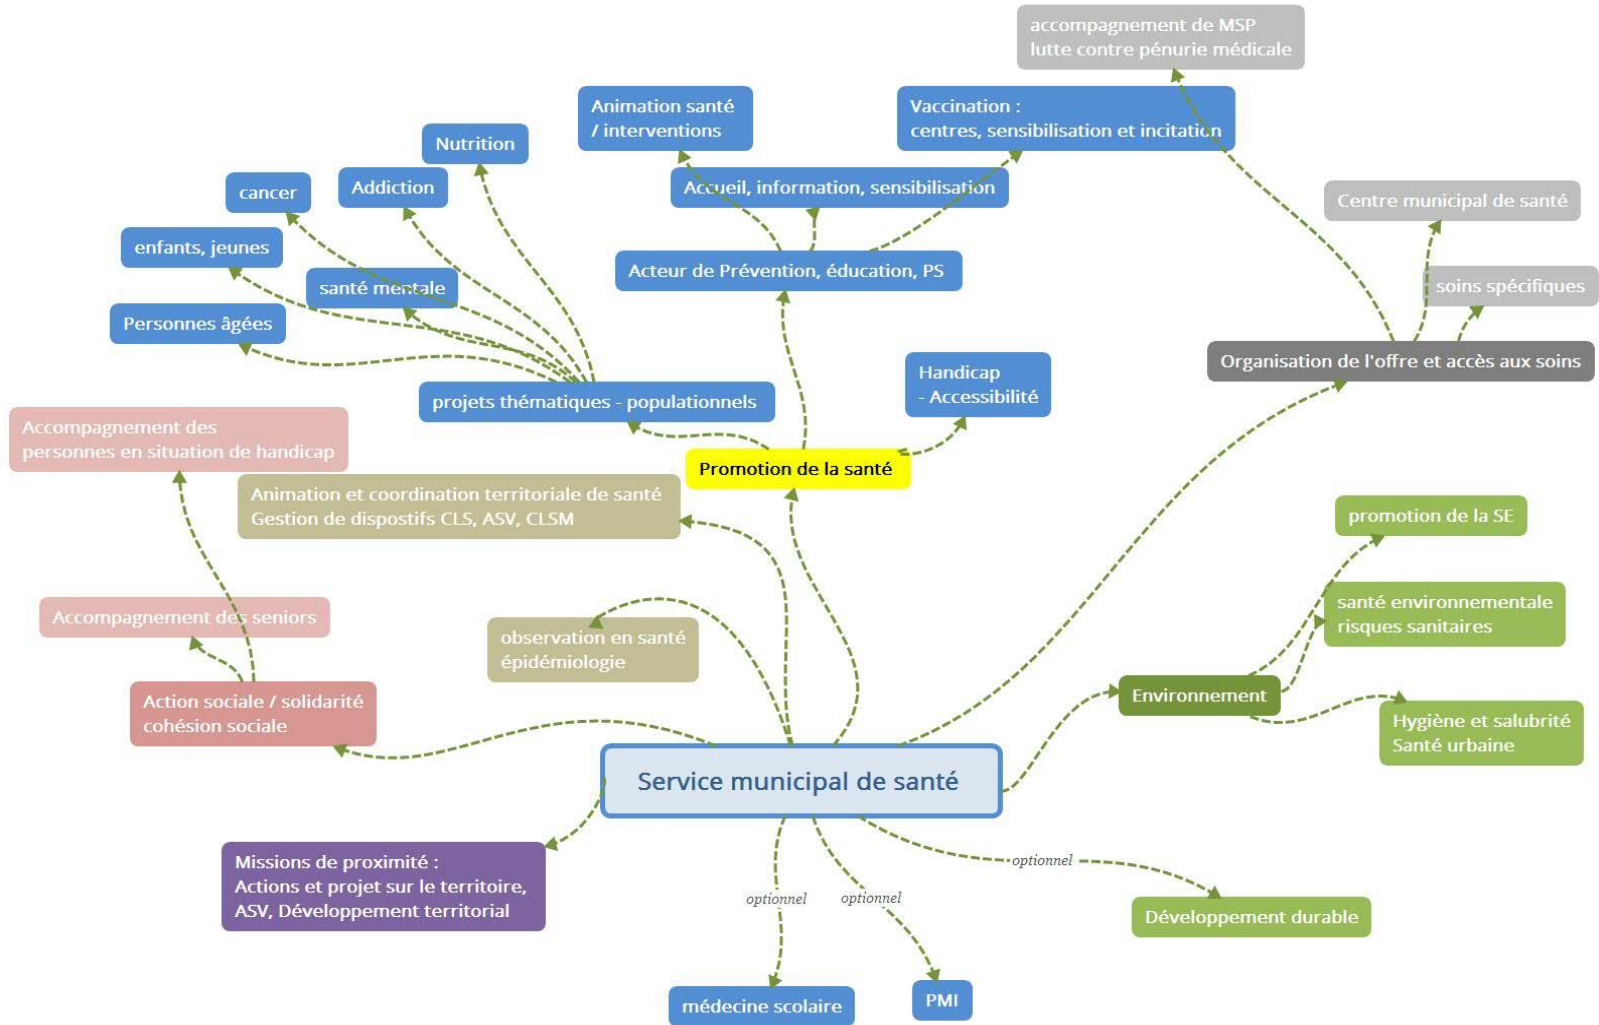 accompagnement de MSP
lutte contre pénurie médicale
Animation santé
/ interventions
Vaccination :
centres, sensibilisation et incitation
Nutrition
cancer
Addiction
Accueil, information, sensibilisation
Centre municipal de santé
enfants, jeunes
santé mentale
Acteur de Prévention, éducation, PS
soins spécifiques
Personnes âgées
Organisation de l'offre et accès aux soins
projets thématiques - populationnels
Handicap
- Accessibilité
Accompagnement des
personnes en situation de handicap
Promotion de la santé
Animation et coordination territoriale de santé
Gestion de dispostifs CLS, ASV, CLSM
promotion de la SE
Accompagnement des seniors
observation en santé
épidémiologie
santé environnementale
risques sanitaires
Action sociale / solidarité
cohésion sociale
Environnement
Hygiène et salubrité
Santé urbaine
Service municipal de santé
Missions de proximité :
Actions et projet sur le territoire,
ASV, Développement territorial
optionnel
optionnel
optionnel
Développement durable
médecine scolaire
PMI